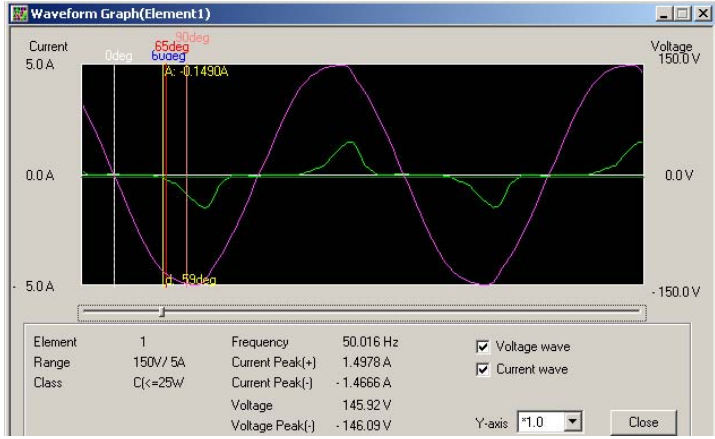 Waveform Graph(Element1)
90deg
Current 65deg Voltage
0deg 60deg 150.0 V
5.0 A A: -0.1490A
0.0 A 0.0 V
- 5.0 A d: 59deg - 150.0 V
Element 1 Frequency 50.016 Hz Voltage wave
Range 150V/ 5A Current Peak(+) 1.4978 A Current wave
Class C(<=25W Current Peak(-) - 1.4666 A
Voltage 145.92 V
Voltage Peak(-) - 146.09 V Y-axis *1.0 Close